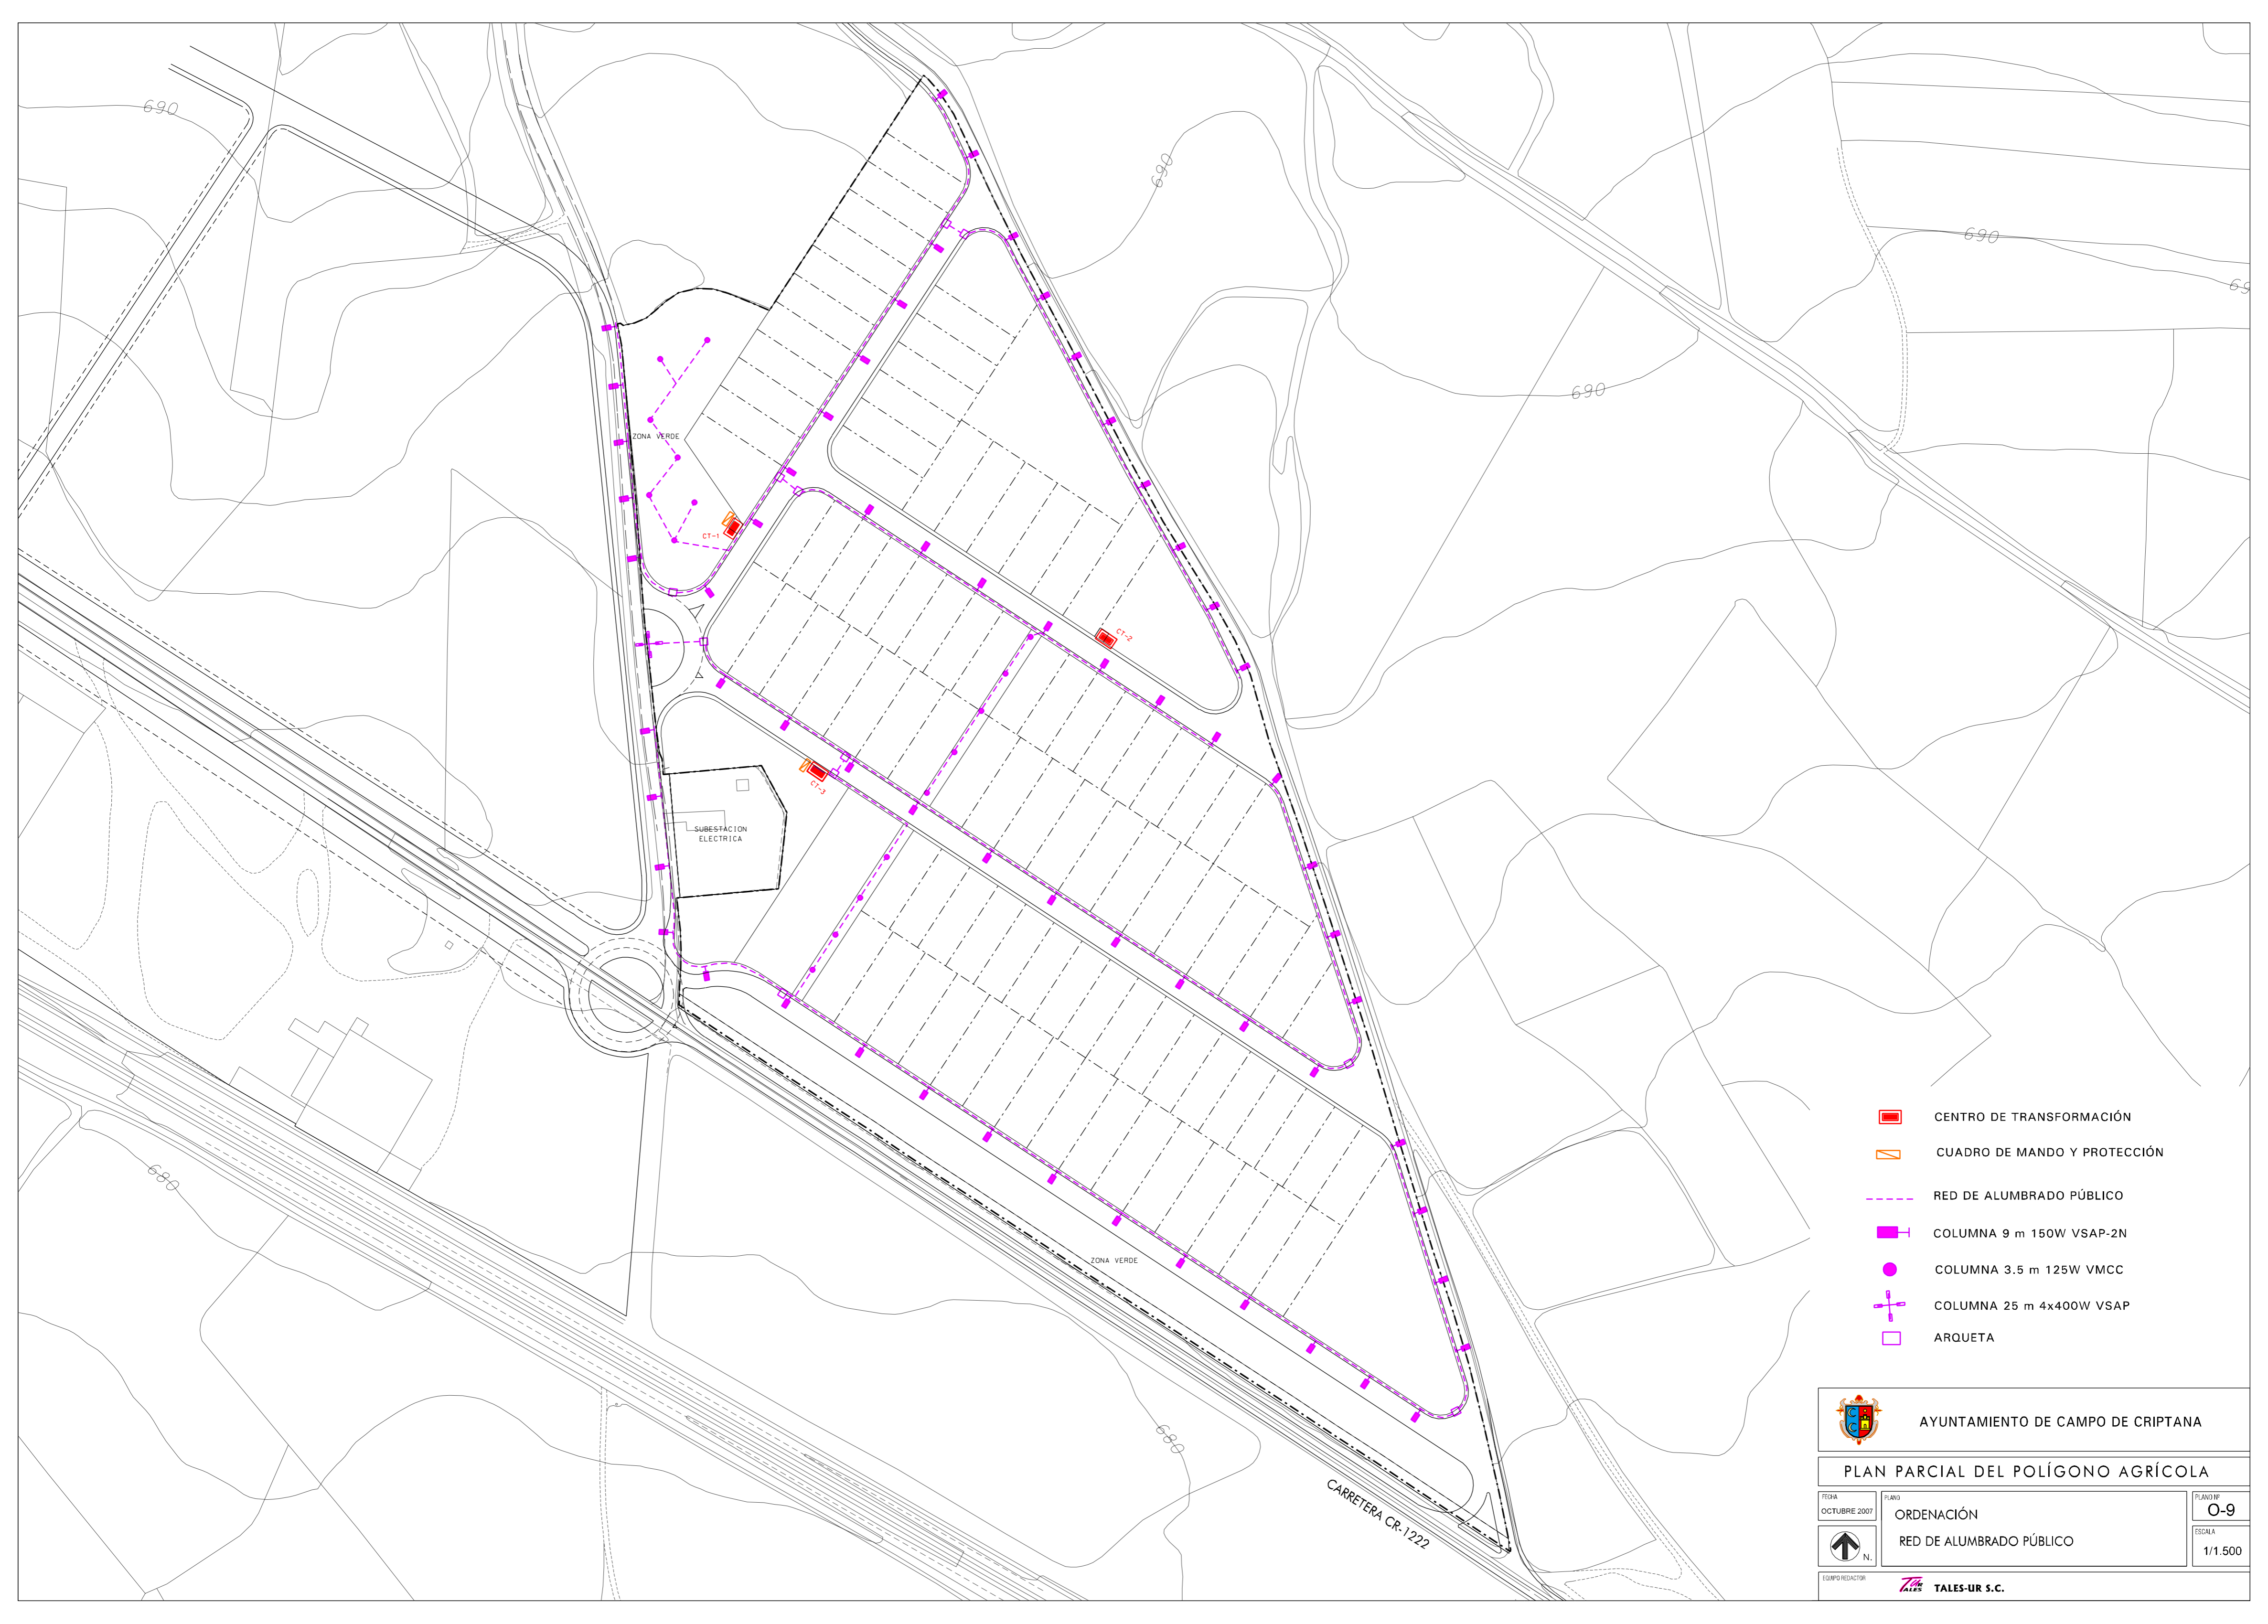 690
690
690
69
690
ZONA VERDE
CT-1
CT-2
CT-3
SUBESTACION
ELECTRICA
680
ZONA VERDE
680
CARRETERA CR-1222
CENTRO DE TRANSFORMACIÓN
CUADRO DE MANDO Y PROTECCIÓN
RED DE ALUMBRADO PÚBLICO
COLUMNA 9 m 150W VSAP-2N
COLUMNA 3.5 m 125W VMCC
COLUMNA 25 m 4x400W VSAP
ARQUETA
AYUNTAMIENTO DE CAMPO DE CRIPTANA
PLAN PARCIAL DEL POLÍGONO AGRÍCOLA
FECHA
OCTUBRE 2007
PLANO
ORDENACIÓN
RED DE ALUMBRADO PÚBLICO
PLANO Nº
O-9
ESCALA
1/1.500
N.
EQUIPO REDACTOR
TALES-UR S.C.